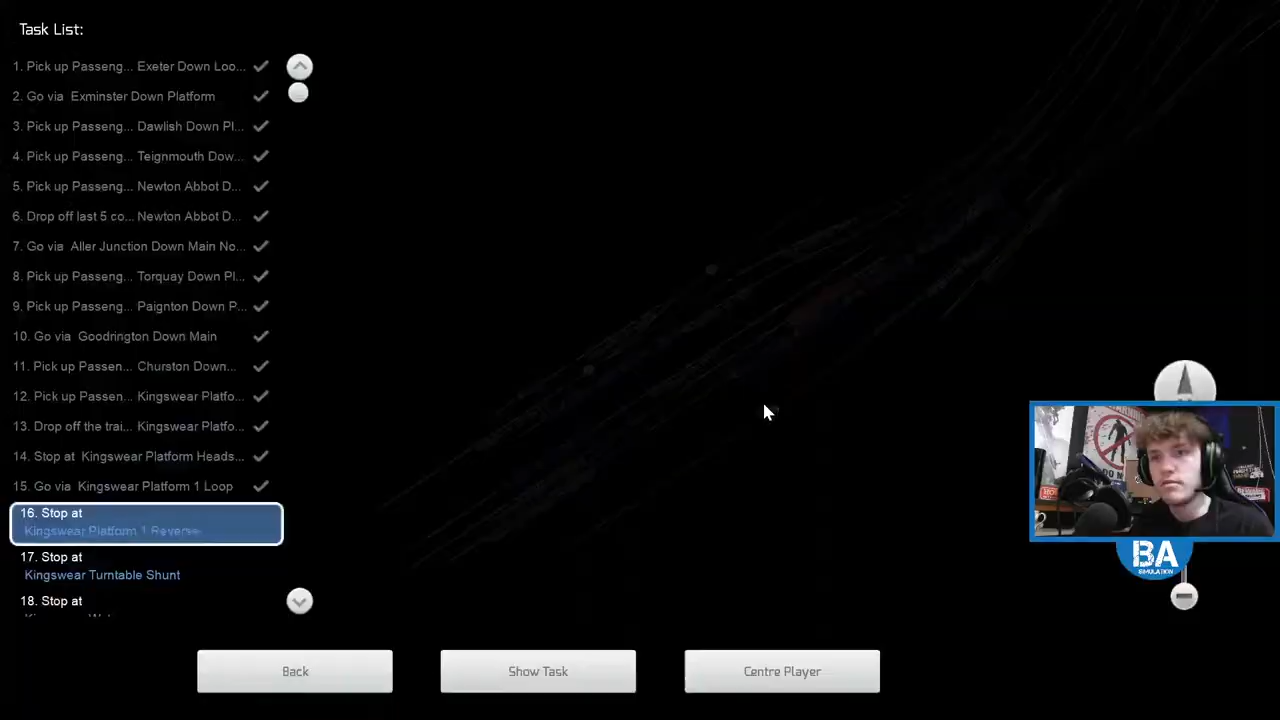 Task List:
1. Pick up Passeng... Exeter Down Loo...
2. Go via Exminster Down Platform
3. Pick up Passeng... Dawlish Down Pl...
4. Pick up Passeng... Teignmouth Dow...
5. Pick up Passeng... Newton Abbot D...
6. Drop off last 5 co... Newton Abbot D...
7. Go via Aller Junction Down Main No...
8. Pick up Passeng... Torquay Down Pl...
9. Pick up Passeng... Paignton Down P...
10. Go via Goodrington Down Main
11. Pick up Passen... Churston Down...
12. Pick up Passen... Kingswear Platfo...
13. Drop off the trai... Kingswear Platfo...
14. Stop at Kingswear Platform Heads...
15. Go via Kingswear Platform 1 Loop
16. Stop at
Kingswear Platform 1 Reverse
17. Stop at
Kingswear Turntable Shunt
18. Stop at
BA
SIMULATION
Back
Show Task
Centre Player